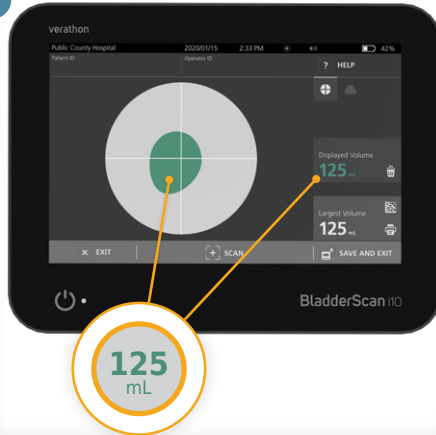 verathon
Public County Hospital 2020/01/15 2:33 PM 42%
Patient ID Operator ID
? HELP
Displayed Volume
125 mL
Largest Volume
125 mL
× EXIT
SCAN
SAVE AND EXIT
BladderScan i10
125
mL